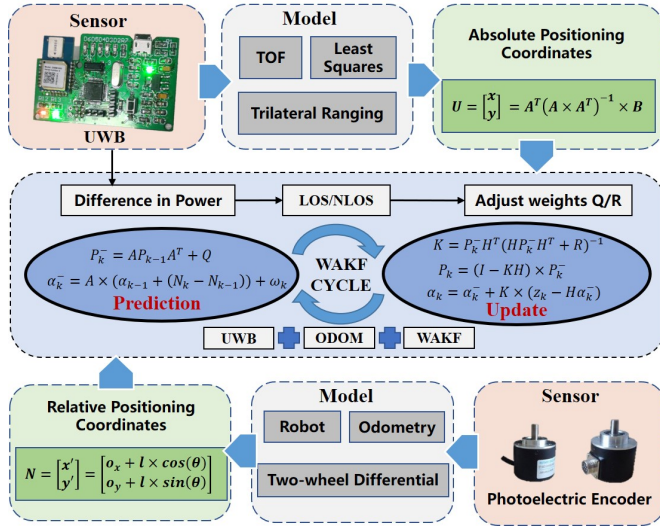 Sensor
UWB
Model
TOF
Least
Squares
Trilateral Ranging
Absolute Positioning
Coordinates
U = [x y] = A^T(A × A^T)^{-1} × B
Difference in Power
LOS/NLOS
Adjust weights Q/R
P_k^- = AP_{k-1}A^T + Q
α_k^- = A × (α_{k-1} + (N_k − N_{k-1})) + ω_k
Prediction
WAKF
CYCLE
K = P_k^- H^T(HP_k^- H^T + R)^{-1}
P_k = (I − KH) × P_k^-
α_k = α_k^- + K × (z_k − Hα_k^-)
Update
UWB
ODOM
WAKF
Relative Positioning
Coordinates
N = [x′ y′] = [o_x + l × cos(θ) o_y + l × sin(θ)]
Model
Robot
Odometry
Two-wheel Differential
Sensor
Photoelectric Encoder